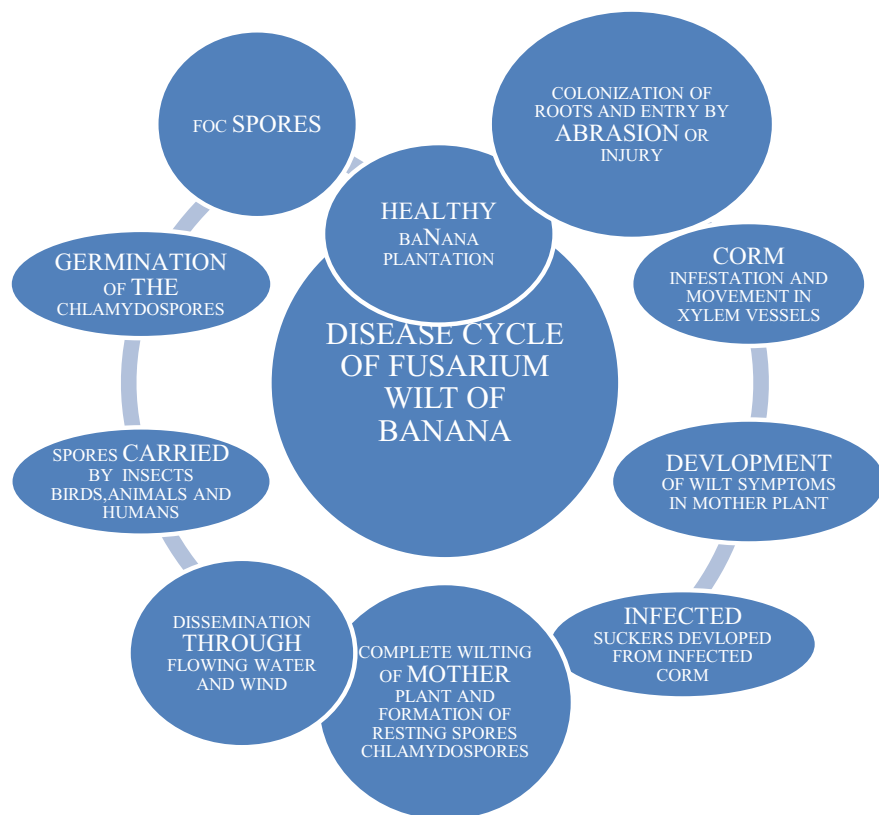 FOC SPORES
COLONIZATION OF
ROOTS AND ENTRY BY
ABRASION OR
INJURY
HEALTHY
BANANA
PLANTATION
CORM
INFESTATION AND
MOVEMENT IN
XYLEM VESSELS
GERMINATION
OF THE
CHLAMYDOSPORES
DISEASE CYCLE
OF FUSARIUM
WILT OF
BANANA
SPORES CARRIED
BY INSECTS
BIRDS,ANIMALS AND
HUMANS
DEVLOPMENT
OF WILT SYMPTOMS
IN MOTHER PLANT
DISSEMINATION
THROUGH
FLOWING WATER
AND WIND
COMPLETE WILTING
OF MOTHER
PLANT AND
FORMATION OF
RESTING SPORES
CHLAMYDOSPORES
INFECTED
SUCKERS DEVLOPED
FROM INFECTED
CORM